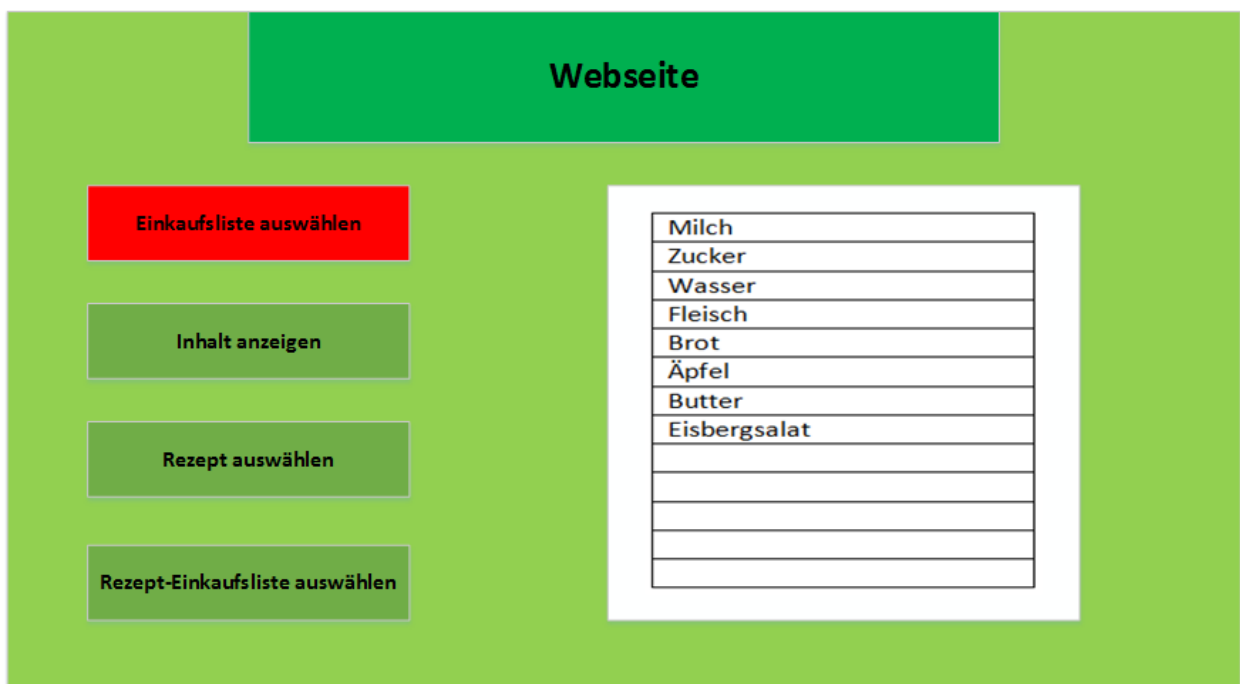 Webseite
Einkaufsliste auswählen
Inhalt anzeigen
Rezept auswählen
Rezept-Einkaufsliste auswählen
Milch
Zucker
Wasser
Fleisch
Brot
Äpfel
Butter
Eisbergsalat